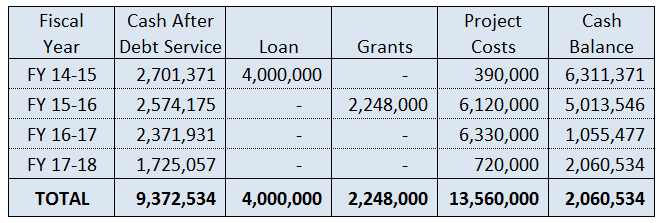 Fiscal Year Cash After Debt Service Loan Grants Project Costs Cash Balance
FY 14-15 2,701,371 4,000,000 - 390,000 6,311,371
FY 15-16 2,574,175 - 2,248,000 6,120,000 5,013,546
FY 16-17 2,371,931 - - 6,330,000 1,055,477
FY 17-18 1,725,057 - - 720,000 2,060,534
TOTAL 9,372,534 4,000,000 2,248,000 13,560,000 2,060,534